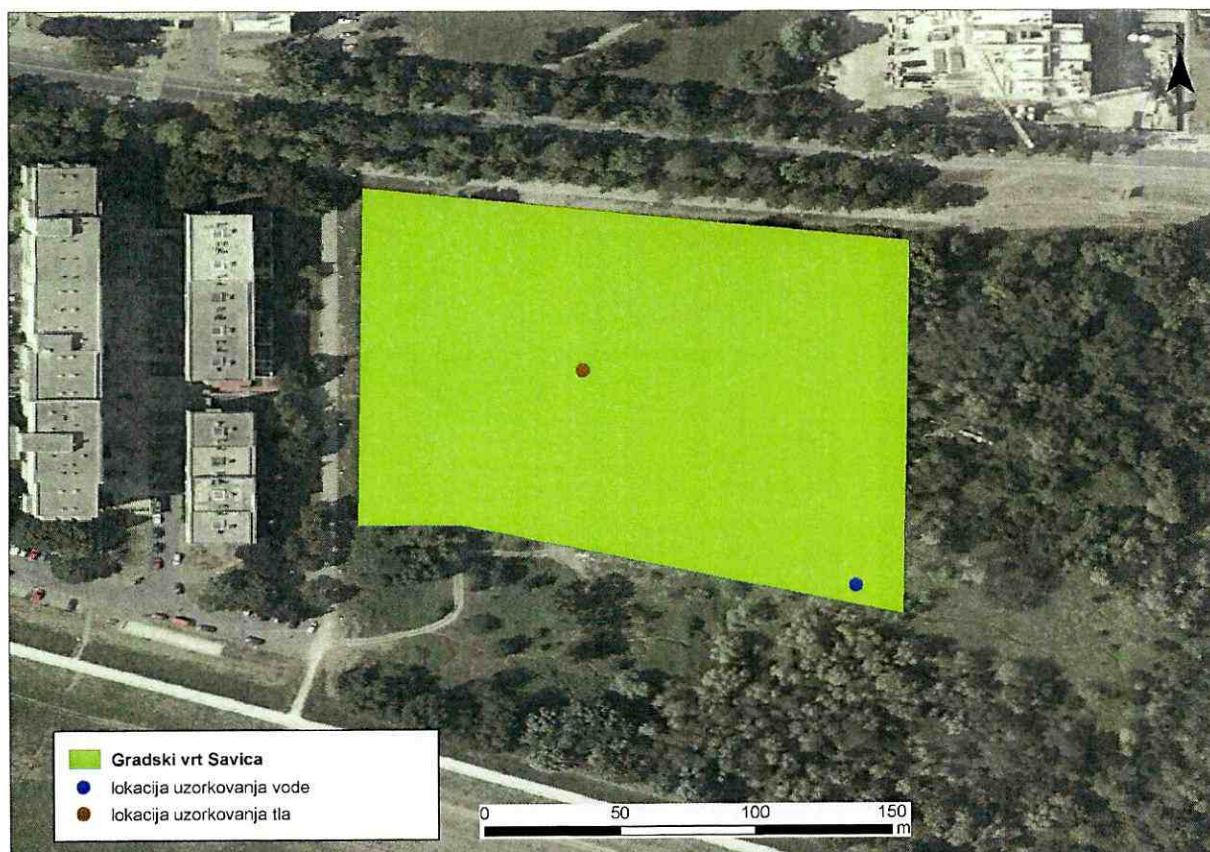 N
Gradski vrt Savica
lokacija uzorkovanja vode
lokacija uzorkovanja tla
0 50 100 150
m